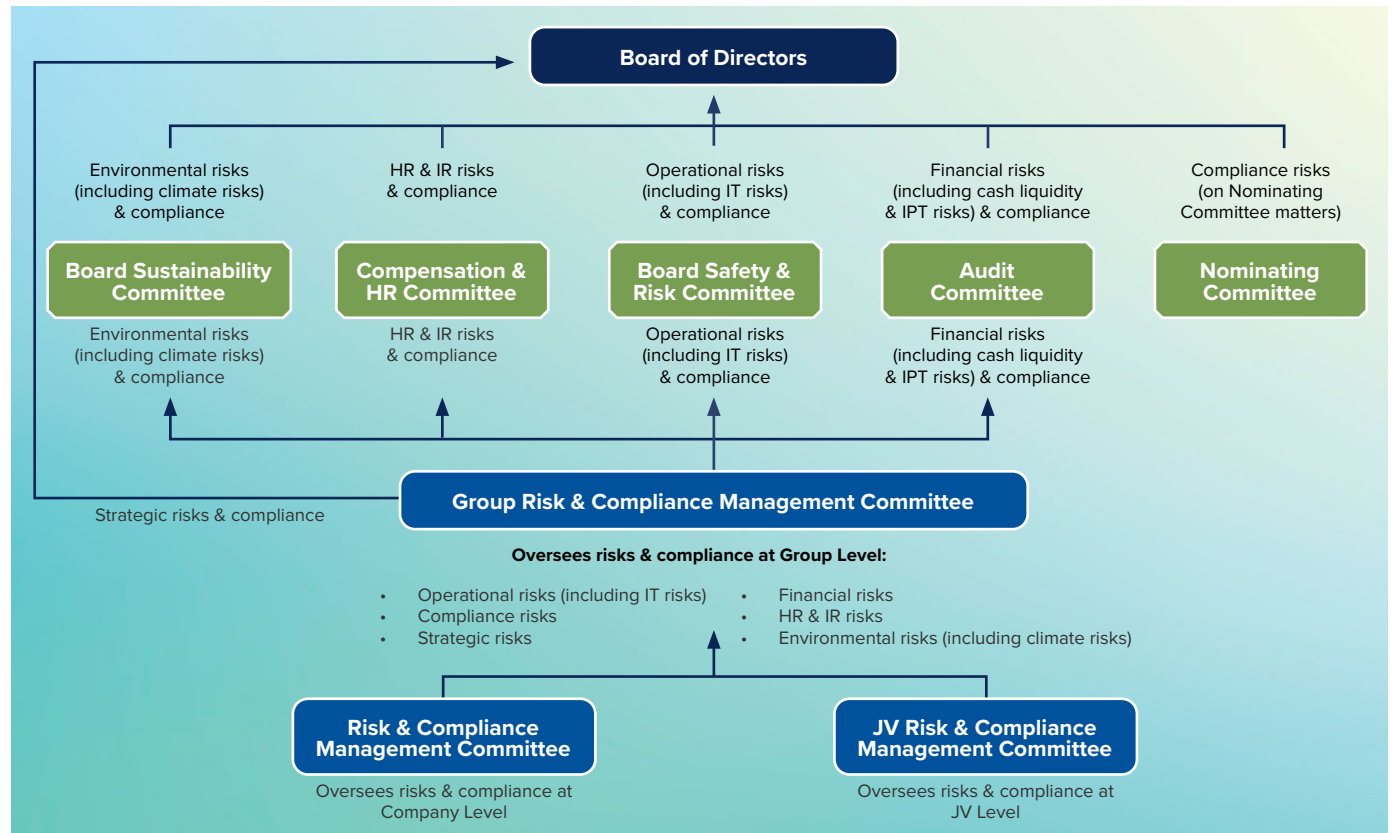 Board of Directors
Environmental risks
(including climate risks)
& compliance
HR & IR risks
& compliance
Operational risks
(including IT risks)
& compliance
Financial risks
(including cash liquidity
& IPT risks) & compliance
Compliance risks
(on Nominating
Committee matters)
Board Sustainability
Committee
Compensation &
HR Committee
Board Safety &
Risk Committee
Audit
Committee
Nominating
Committee
Environmental risks
(including climate risks)
& compliance
HR & IR risks
& compliance
Operational risks
(including IT risks)
& compliance
Financial risks
(including cash liquidity
& IPT risks) & compliance
Group Risk & Compliance Management Committee
Strategic risks & compliance
Oversees risks & compliance at Group Level:
• Operational risks (including IT risks)
• Compliance risks
• Strategic risks
• Financial risks
• HR & IR risks
• Environmental risks (including climate risks)
Risk & Compliance
Management Committee
Oversees risks & compliance at
Company Level
JV Risk & Compliance
Management Committee
Oversees risks & compliance at
JV Level